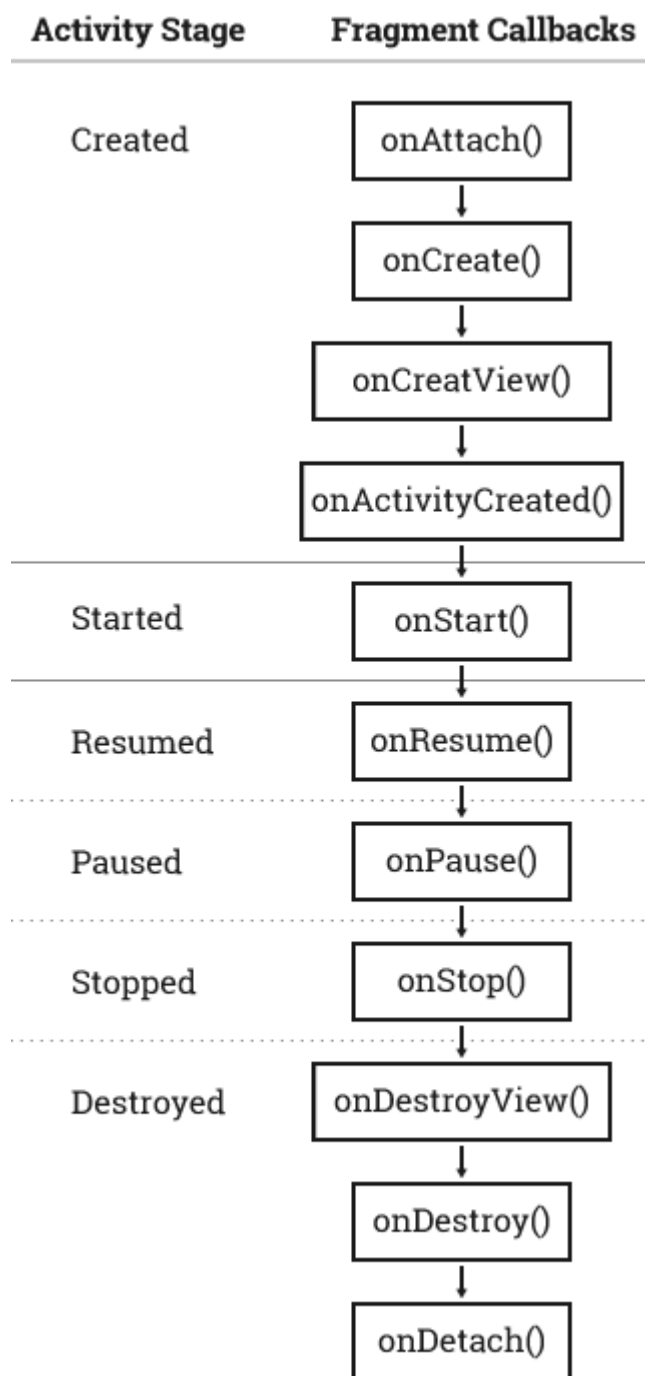 Activity Stage Fragment Callbacks
Created onAttach()
onCreate()
onCreatView()
onActivityCreated()
Started onStart()
Resumed onResume()
Paused onPause()
Stopped onStop()
Destroyed onDestroyView()
onDestroy()
onDetach()